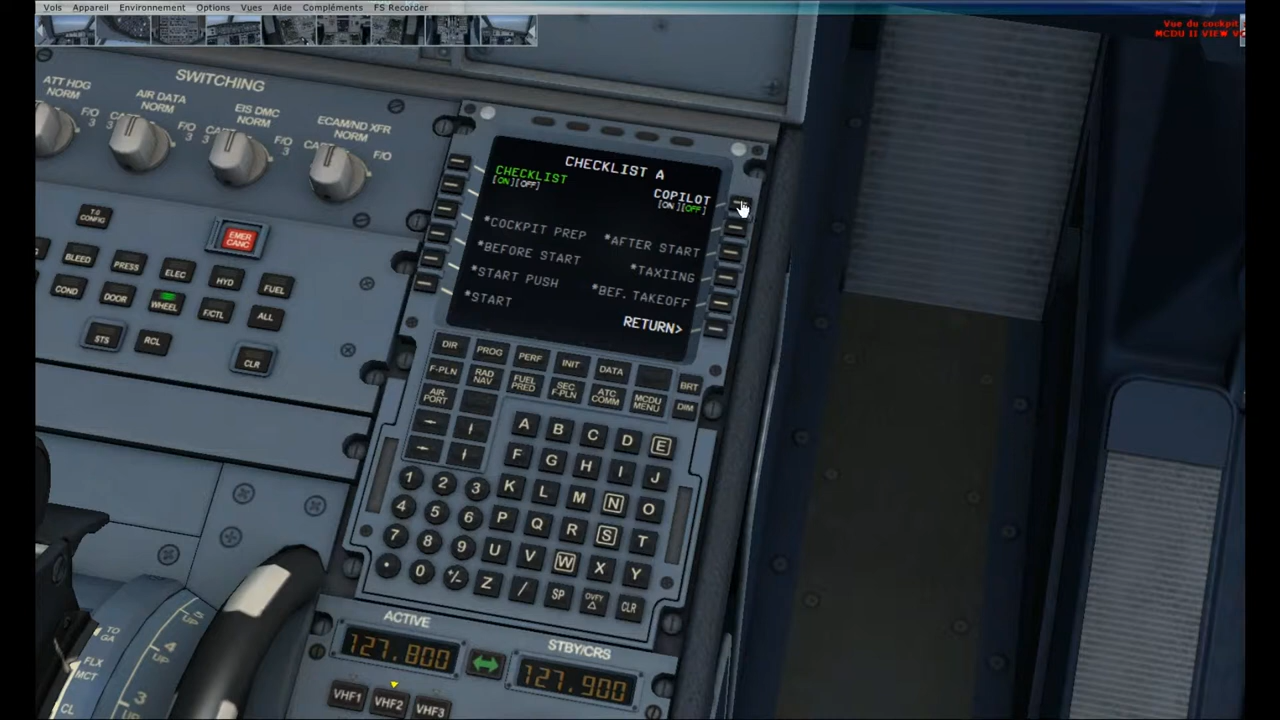 Vols Appareil Environnement Options Vues Aide Compléments FS Recorder
Vue du cockpit
MCDU II VIEW
SWITCHING
ATT HDG
NORM
F/O
3
AIR DATA
NORM
F/O
3
EIS DMC
NORM
F/O
3
ECAM/ND XFR
NORM
F/O
CHECKLIST A
CHECKLIST
[ON][OFF]
COPILOT
[ON][OFF]
*COCKPIT PREP
*AFTER START
*BEFORE START
*TAXIING
*START PUSH
*BEF. TAKEOFF
*START
RETURN>
T.O
CONFIG
EMER
CANC
BLEED
PRESS
ELEC
HYD
FUEL
COND
DOOR
WHEEL
F/CTL
ALL
STS
RCL
CLR
DIR
PROG
PERF
INIT
DATA
BRT
F-PLN
RAD
NAV
FUEL
PRED
SEC
F-PLN
ATC
COMM
MCDU
MENU
DIM
AIR
PORT
A B C D E
F G H I J
1 2 3 K L M N O
4 5 6 P Q R S T
7 8 9 U V W X Y
. 0 +/- Z / SP OVFY
Δ CLR
ACTIVE
STBY/CRS
127.800
127.900
VHF1
VHF2
VHF3
TO
GA
FLX
MCT
CL
5
UP
4
UP
3
UP